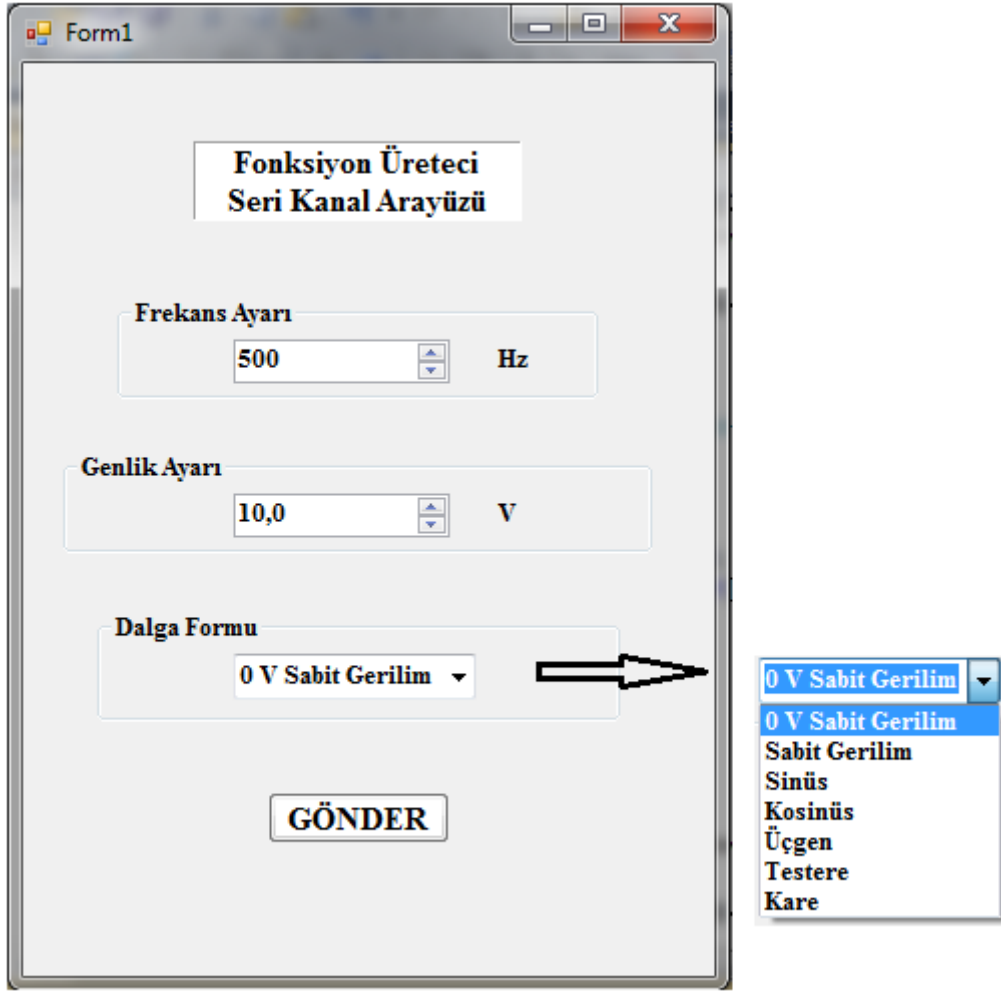 Form1
Fonksiyon Üreteci
Seri Kanal Arayüzü
Frekans Ayarı
500 Hz
Genlik Ayarı
10,0 V
Dalga Formu
0 V Sabit Gerilim
GÖNDER
0 V Sabit Gerilim
0 V Sabit Gerilim
Sabit Gerilim
Sinüs
Kosinüs
Üçgen
Testere
Kare